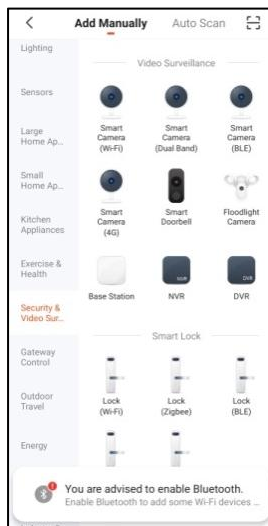 Add Manually Auto Scan
Lighting
Sensors
Large
Home Ap...
Small
Home Ap...
Kitchen
Appliances
Exercise &
Health
Security &
Video Sur...
Gateway
Control
Outdoor
Travel
Energy
Video Surveillance
Smart
Camera
(Wi-Fi)
Smart
Camera
(Dual Band)
Smart
Camera
(BLE)
Smart
Camera
(4G)
Smart
Doorbell
Floodlight
Camera
Base Station
NVR
NVR
DVR
DVR
Smart Lock
Lock
(Wi-Fi)
Lock
(Zigbee)
Lock
(BLE)
You are advised to enable Bluetooth.
Enable Bluetooth to add some Wi-Fi devices ...